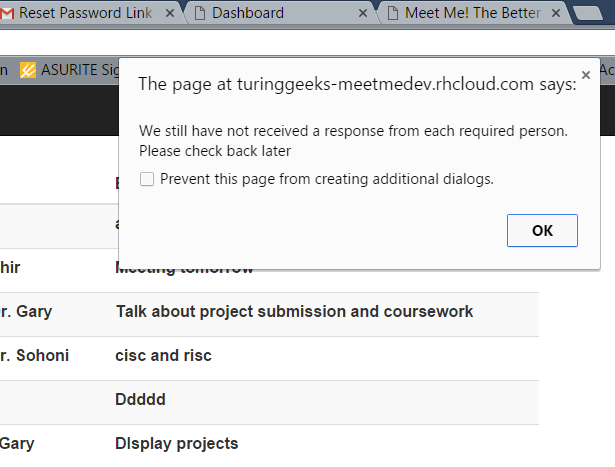 Reset Password Link
Dashboard
Meet Me! The Better
n
ASURITE Sig
Ac
The page at turinggeeks-meetmedev.rhcloud.com says:
We still have not received a response from each required person.
Please check back later
Prevent this page from creating additional dialogs.
OK
hir
Meeting tomorrow
r. Gary
Talk about project submission and coursework
r. Sohoni
cisc and risc
Ddddd
Gary
DIsplay projects